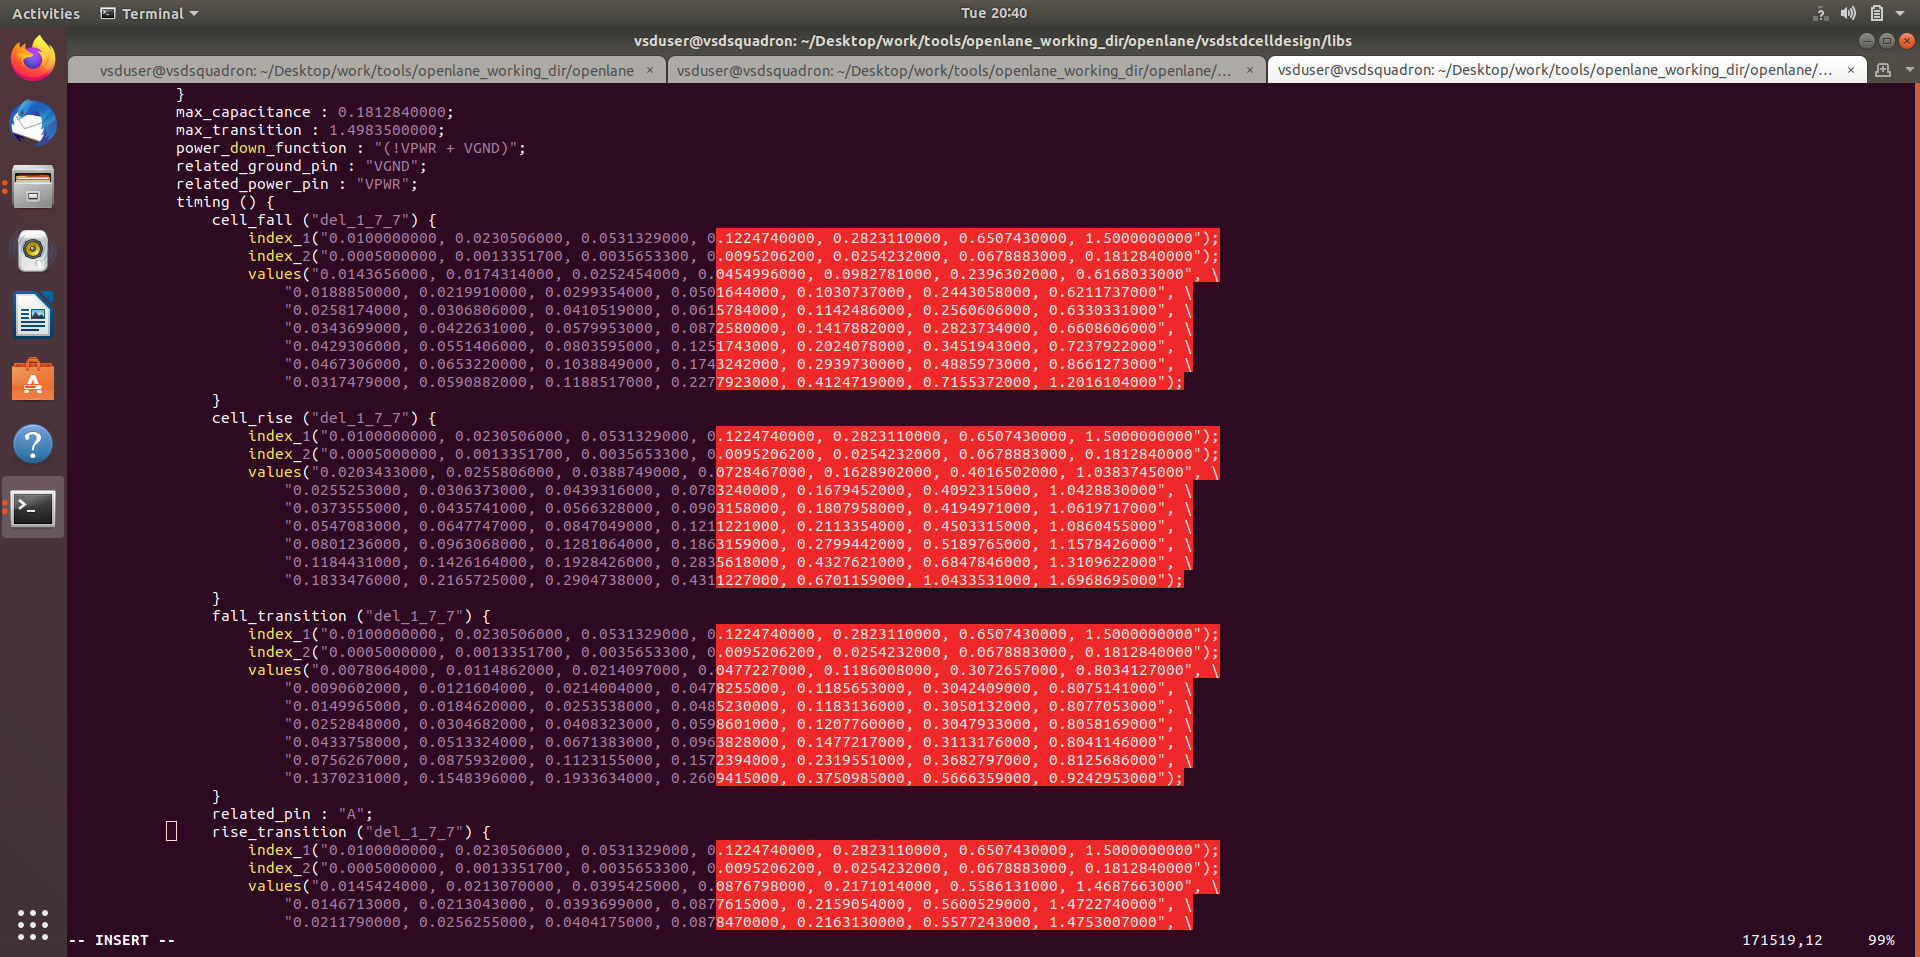 Activities Terminal Tue 20:40
vsduser@vsdsquadron: ~/Desktop/work/tools/openlane_working_dir/openlane/vsdstdcelldesign/libs
vsduser@vsdsquadron: ~/Desktop/work/tools/openlane_working_dir/openlane × vsduser@vsdsquadron: ~/Desktop/work/tools/openlane_working_dir/openlane/... × vsduser@vsdsquadron: ~/Desktop/work/tools/openlane_working_dir/openlane/... ×
}
max_capacitance : 0.1812840000;
max_transition : 1.4983500000;
power_down_function : "(!VPWR + VGND)";
related_ground_pin : "VGND";
related_power_pin : "VPWR";
timing () {
cell_fall ("del_1_7_7") {
index_1("0.0100000000, 0.0230506000, 0.0531329000, 0.1224740000, 0.2823110000, 0.6507430000, 1.5000000000");
index_2("0.0005000000, 0.0013351700, 0.0035653300, 0.0095206200, 0.0254232000, 0.0678883000, 0.1812840000");
values("0.0143656000, 0.0174314000, 0.0252454000, 0.0454996000, 0.0982781000, 0.2396302000, 0.6168033000", \
"0.0188850000, 0.0219910000, 0.0299354000, 0.0501644000, 0.1030737000, 0.2443058000, 0.6211737000", \
"0.0258174000, 0.0306806000, 0.0410519000, 0.0615784000, 0.1142486000, 0.2560606000, 0.6330331000", \
"0.0343699000, 0.0422631000, 0.0579953000, 0.0872580000, 0.1417882000, 0.2823734000, 0.6608606000", \
"0.0429306000, 0.0551406000, 0.0803595000, 0.1251743000, 0.2024078000, 0.3451943000, 0.7237922000", \
"0.0467306000, 0.0653220000, 0.1038849000, 0.1743242000, 0.2939730000, 0.4885973000, 0.8661273000", \
"0.0317479000, 0.0590882000, 0.1188517000, 0.2277923000, 0.4124719000, 0.7155372000, 1.2016104000");
}
cell_rise ("del_1_7_7") {
index_1("0.0100000000, 0.0230506000, 0.0531329000, 0.1224740000, 0.2823110000, 0.6507430000, 1.5000000000");
index_2("0.0005000000, 0.0013351700, 0.0035653300, 0.0095206200, 0.0254232000, 0.0678883000, 0.1812840000");
values("0.0203433000, 0.0255806000, 0.0388749000, 0.0728467000, 0.1628902000, 0.4016502000, 1.0383745000", \
"0.0255253000, 0.0306373000, 0.0439316000, 0.0783240000, 0.1679452000, 0.4092315000, 1.0428830000", \
"0.0373555000, 0.0435741000, 0.0566328000, 0.0903158000, 0.1807958000, 0.4194971000, 1.0619717000", \
"0.0547083000, 0.0647747000, 0.0847049000, 0.1211221000, 0.2113354000, 0.4503315000, 1.0860455000", \
"0.0801236000, 0.0963068000, 0.1281064000, 0.1863159000, 0.2799442000, 0.5189765000, 1.1578426000", \
"0.1184431000, 0.1426164000, 0.1928426000, 0.2835618000, 0.4327621000, 0.6847846000, 1.3109622000", \
"0.1833476000, 0.2165725000, 0.2904738000, 0.4311227000, 0.6701159000, 1.0433531000, 1.6968695000");
}
fall_transition ("del_1_7_7") {
index_1("0.0100000000, 0.0230506000, 0.0531329000, 0.1224740000, 0.2823110000, 0.6507430000, 1.5000000000");
index_2("0.0005000000, 0.0013351700, 0.0035653300, 0.0095206200, 0.0254232000, 0.0678883000, 0.1812840000");
values("0.0078064000, 0.0114862000, 0.0214097000, 0.0477227000, 0.1186008000, 0.3072657000, 0.8034127000", \
"0.0090602000, 0.0121604000, 0.0214004000, 0.0478255000, 0.1185653000, 0.3042409000, 0.8075141000", \
"0.0149965000, 0.0184620000, 0.0253538000, 0.0485230000, 0.1183136000, 0.3050132000, 0.8077053000", \
"0.0252848000, 0.0304682000, 0.0408323000, 0.0598601000, 0.1207760000, 0.3047933000, 0.8058169000", \
"0.0433758000, 0.0513324000, 0.0671383000, 0.0963828000, 0.1477217000, 0.3113176000, 0.8041146000", \
"0.0756267000, 0.0875932000, 0.1123155000, 0.1572394000, 0.2319551000, 0.3682797000, 0.8125686000", \
"0.1370231000, 0.1548396000, 0.1933634000, 0.2609415000, 0.3750985000, 0.5666359000, 0.9242953000");
}
related_pin : "A";
rise_transition ("del_1_7_7") {
index_1("0.0100000000, 0.0230506000, 0.0531329000, 0.1224740000, 0.2823110000, 0.6507430000, 1.5000000000");
index_2("0.0005000000, 0.0013351700, 0.0035653300, 0.0095206200, 0.0254232000, 0.0678883000, 0.1812840000");
values("0.0145424000, 0.0213070000, 0.0395425000, 0.0876798000, 0.2171014000, 0.5586131000, 1.4687663000", \
"0.0146713000, 0.0213043000, 0.0393699000, 0.0877615000, 0.2159054000, 0.5600529000, 1.4722740000", \
"0.0211790000, 0.0256255000, 0.0404175000, 0.0878470000, 0.2163130000, 0.5577243000, 1.4753007000", \
-- INSERT -- 171519,12 99%